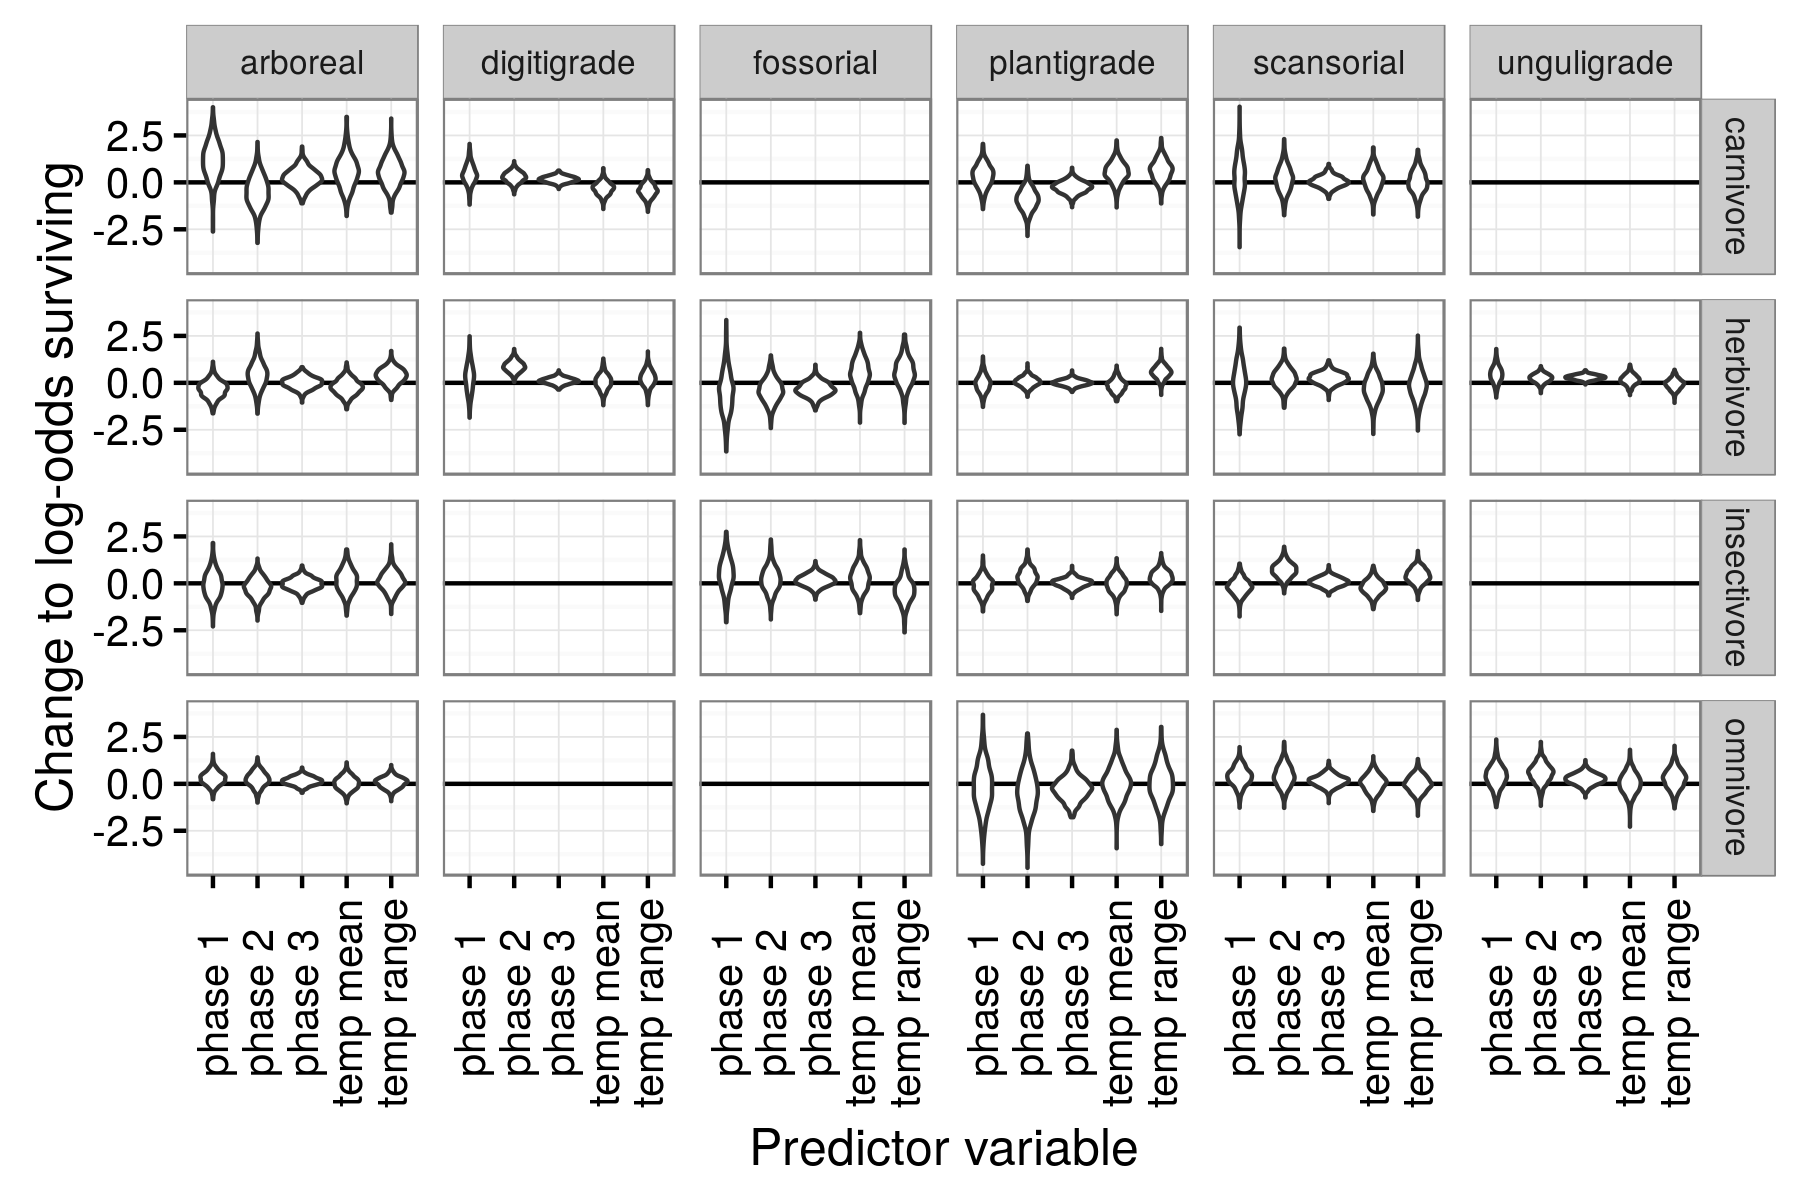 arboreal digitigrade fossorial plantigrade scansorial unguligrade
Change to log-odds surviving
2.5
0.0
-2.5
carnivore
2.5
0.0
-2.5
herbivore
2.5
0.0
-2.5
insectivore
2.5
0.0
-2.5
omnivore
phase 1 phase 2 phase 3 temp mean temp range phase 1 phase 2 phase 3 temp mean temp range phase 1 phase 2 phase 3 temp mean temp range phase 1 phase 2 phase 3 temp mean temp range phase 1 phase 2 phase 3 temp mean temp range phase 1 phase 2 phase 3 temp mean temp range
Predictor variable